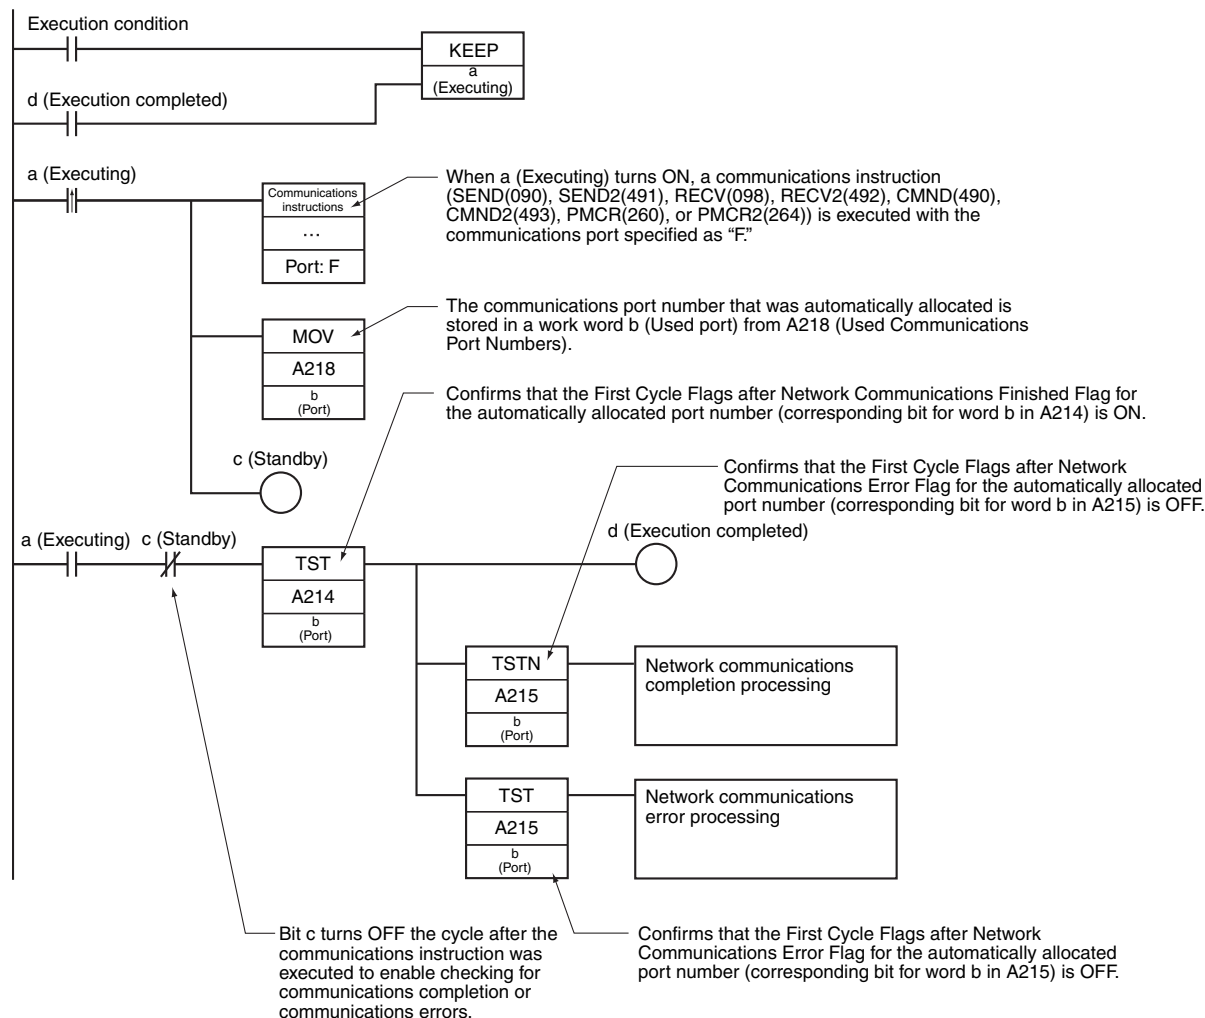 Execution condition
KEEP
a
(Executing)
d (Execution completed)
a (Executing)
Communications
instructions
...
Port: F
When a (Executing) turns ON, a communications instruction
(SEND(090), SEND2(491), RECV(098), RECV2(492), CMND(490),
CMND2(493), PMCR(260), or PMCR2(264)) is executed with the
communications port specified as “F.”
MOV
A218
b
(Port)
The communications port number that was automatically allocated is
stored in a work word b (Used port) from A218 (Used Communications
Port Numbers).
Confirms that the First Cycle Flags after Network Communications Finished Flag for
the automatically allocated port number (corresponding bit for word b in A214) is ON.
c (Standby)
Confirms that the First Cycle Flags after Network
Communications Error Flag for the automatically allocated
port number (corresponding bit for word b in A215) is OFF.
a (Executing)
c (Standby)
TST
A214
b
(Port)
d (Execution completed)
TSTN
A215
b
(Port)
Network communications
completion processing
TST
A215
b
(Port)
Network communications
error processing
Bit c turns OFF the cycle after the
communications instruction was
executed to enable checking for
communications completion or
communications errors.
Confirms that the First Cycle Flags after Network
Communications Error Flag for the automatically allocated
port number (corresponding bit for word b in A215) is OFF.